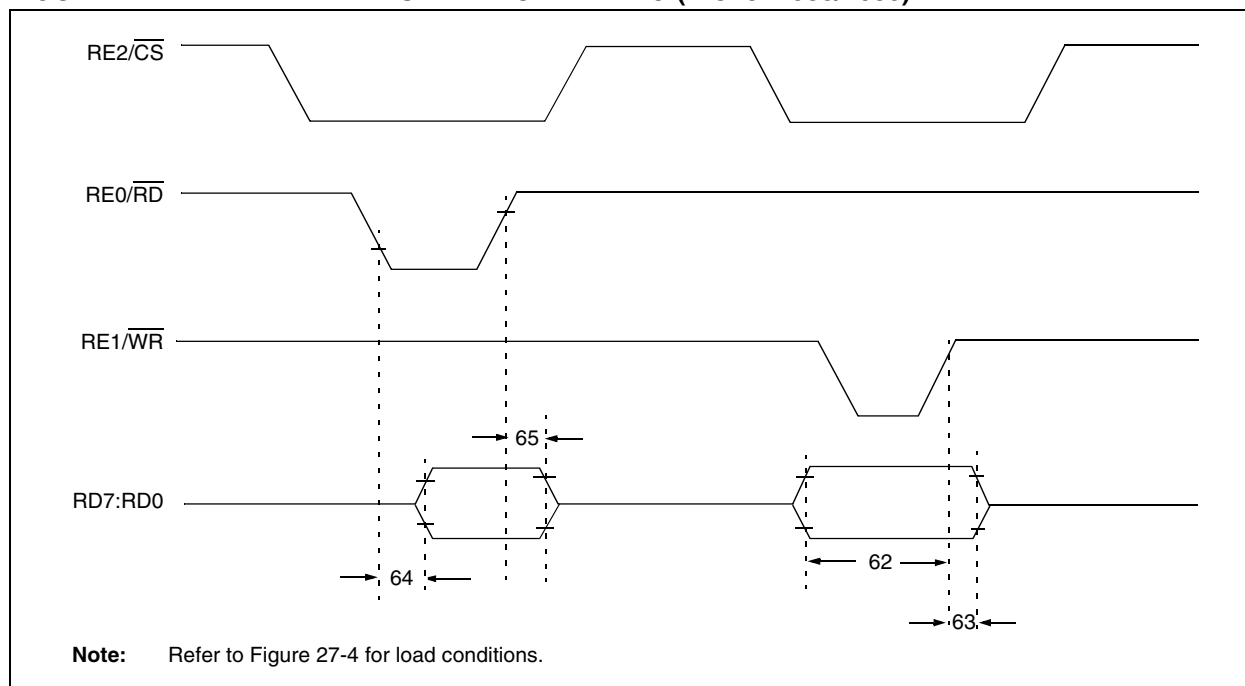 RE2/CS
RE0/RD
RE1/WR
65
RD7:RD0
64
62
63
Note: Refer to Figure 27-4 for load conditions.